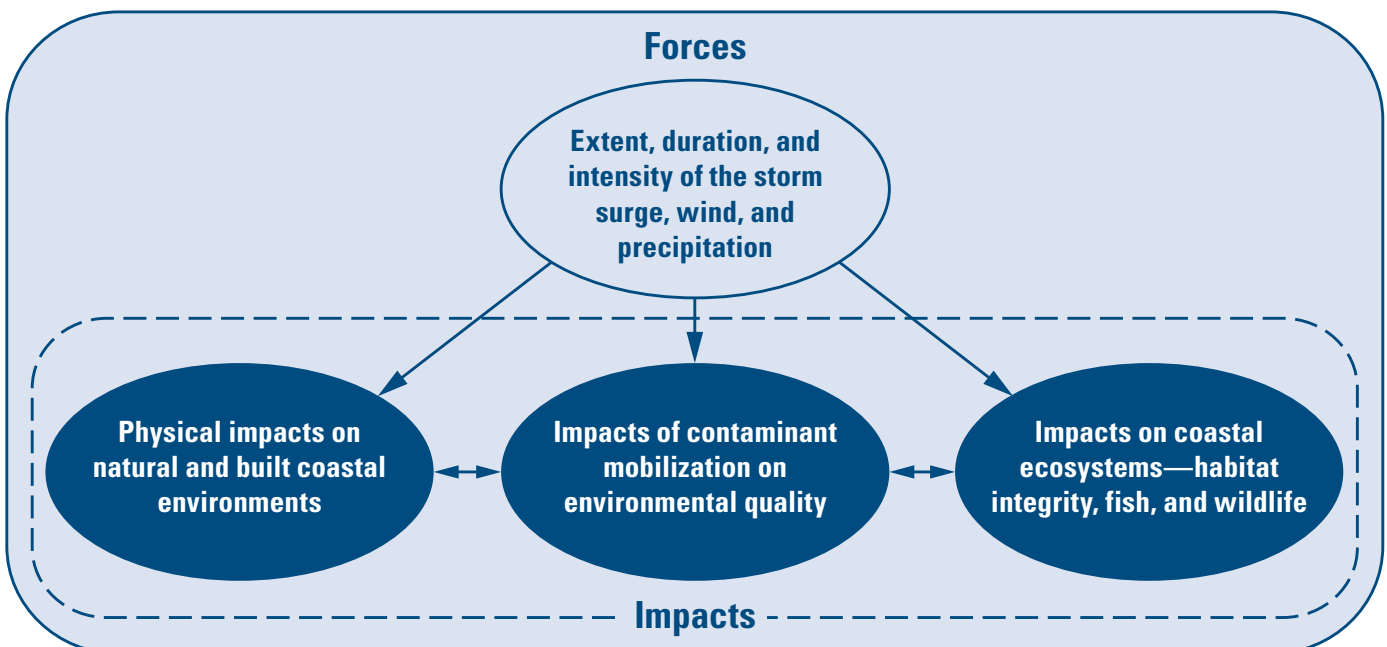 Forces
Extent, duration, and
intensity of the storm
surge, wind, and
precipitation
Physical impacts on
natural and built coastal
environments
Impacts of contaminant
mobilization on
environmental quality
Impacts on coastal
ecosystems—habitat
integrity, fish, and wildlife
Impacts